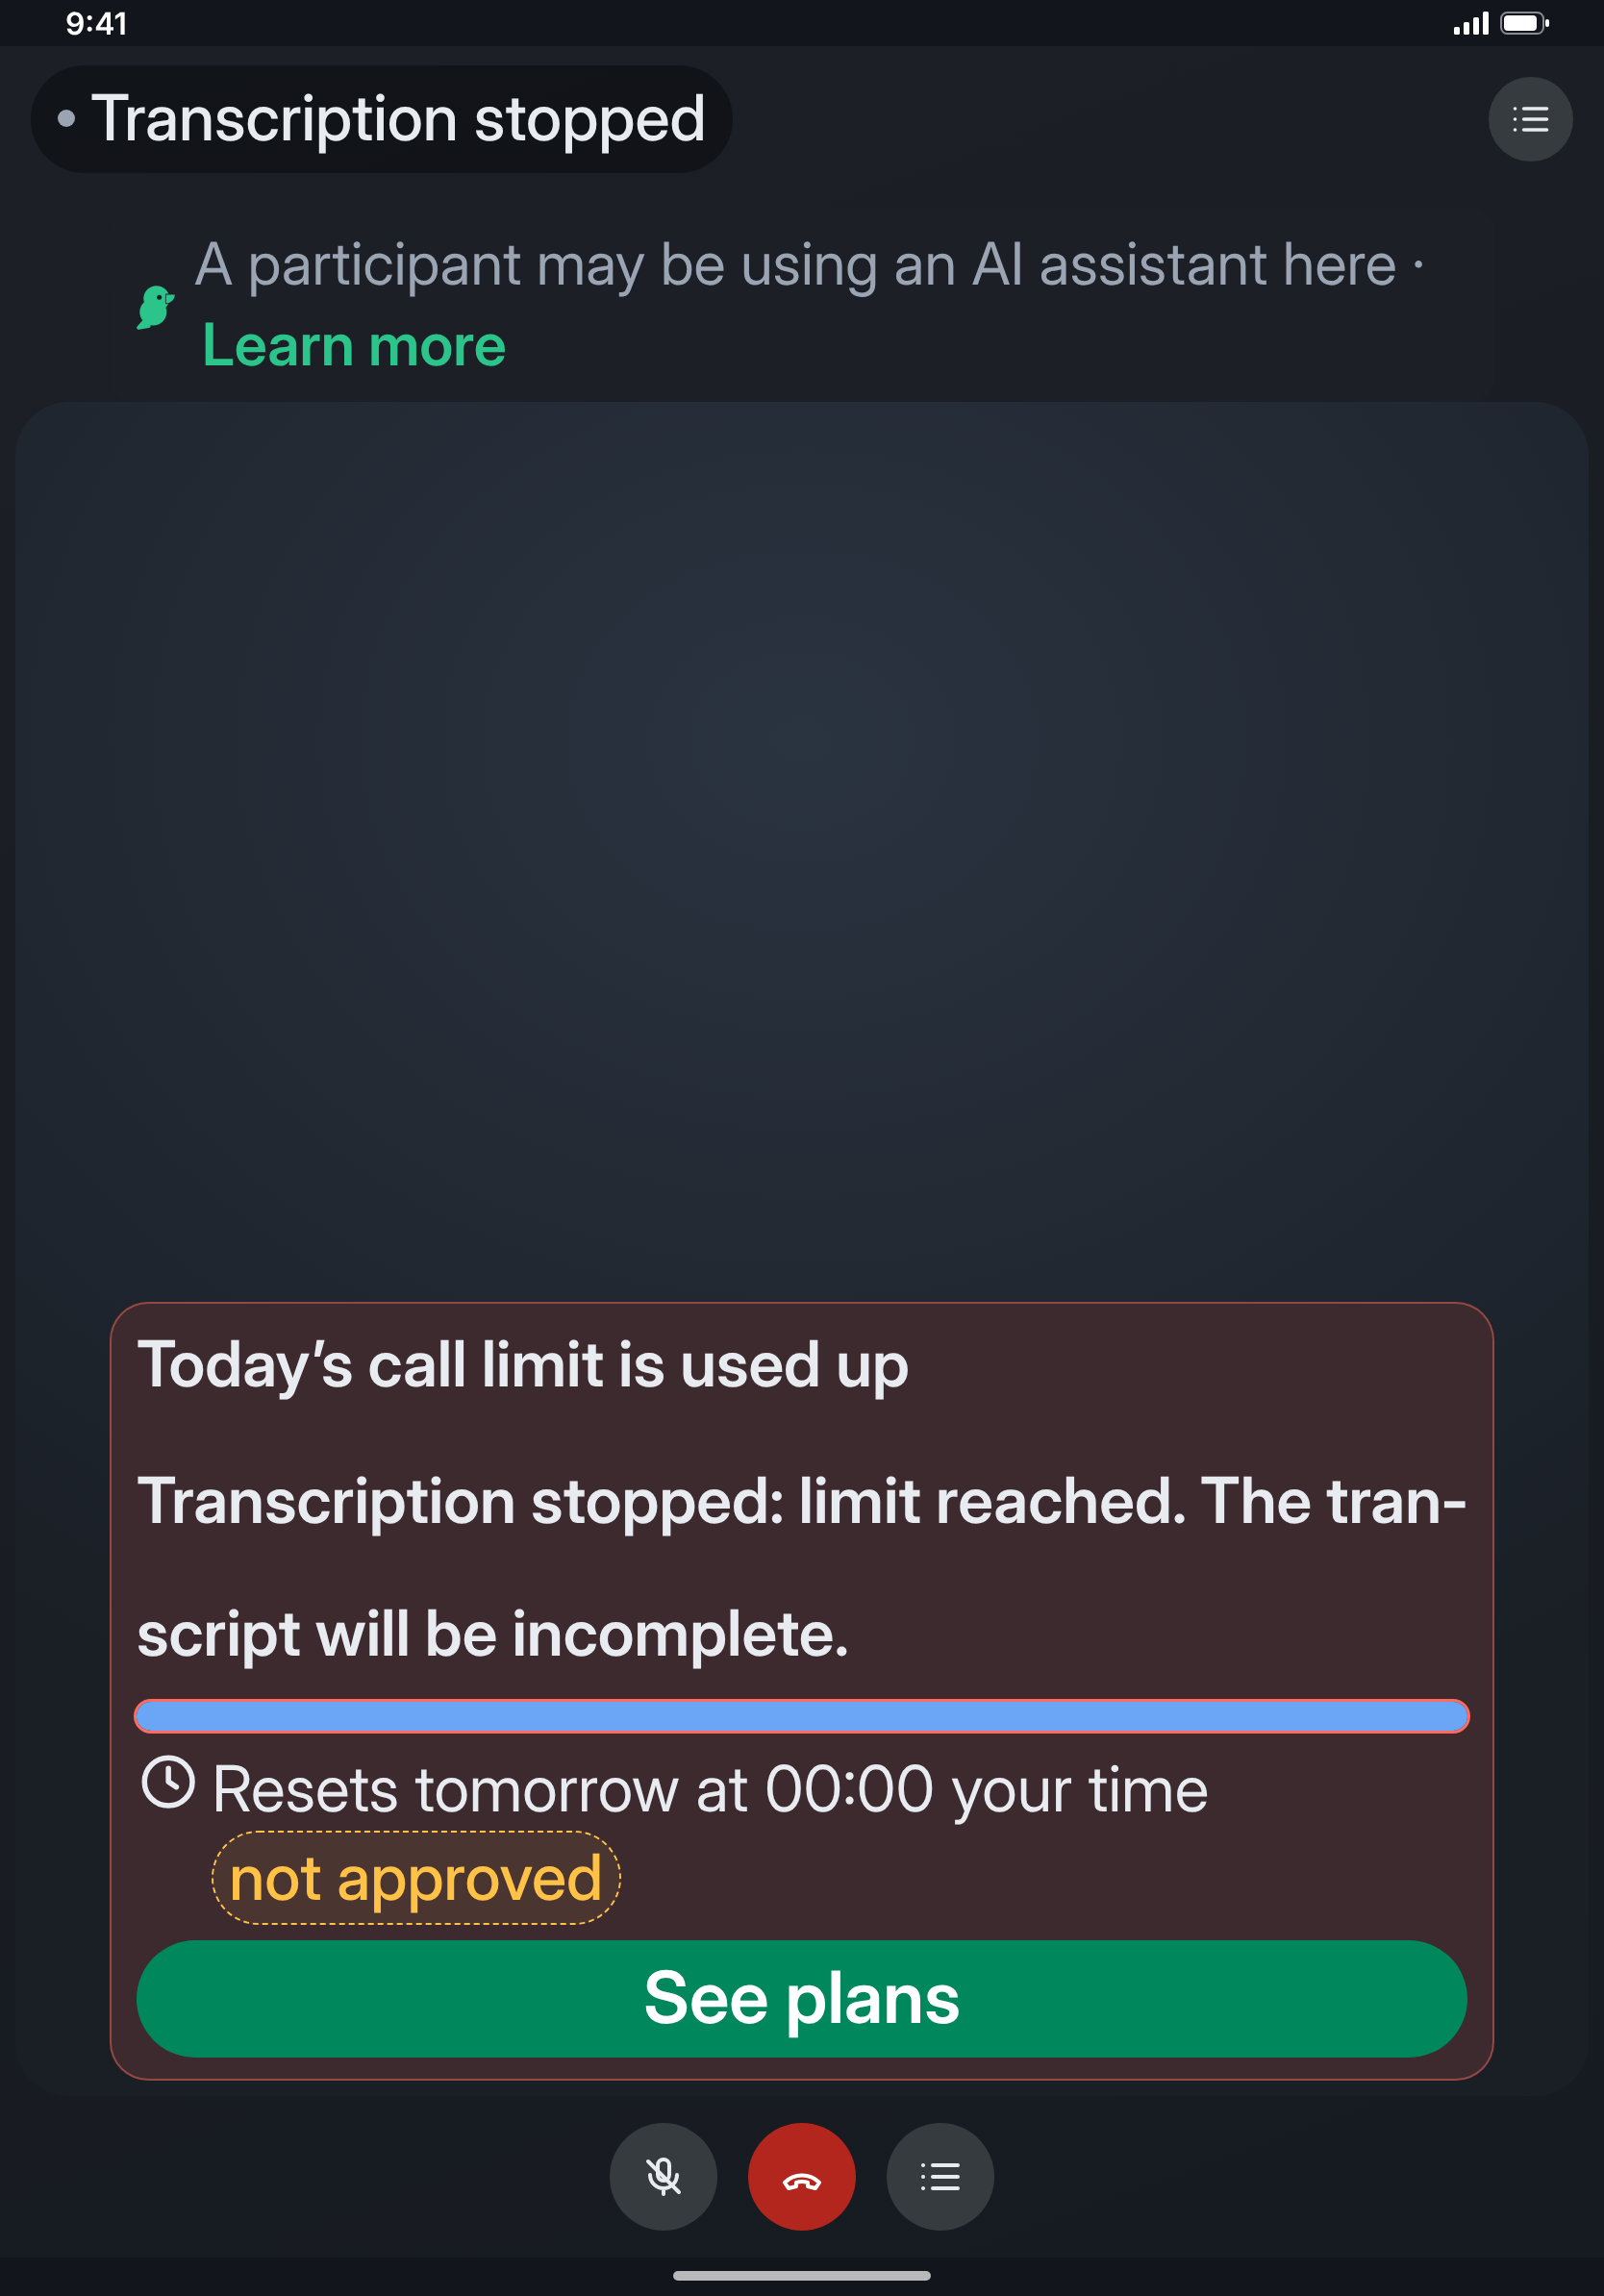 9:41
Transcription stopped
A participant may be using an AI assistant here ·
Learn more
Today’s call limit is used up
Transcription stopped: limit reached. The tran-
script will be incomplete.
Resets tomorrow at 00:00 your time
not approved
See plans